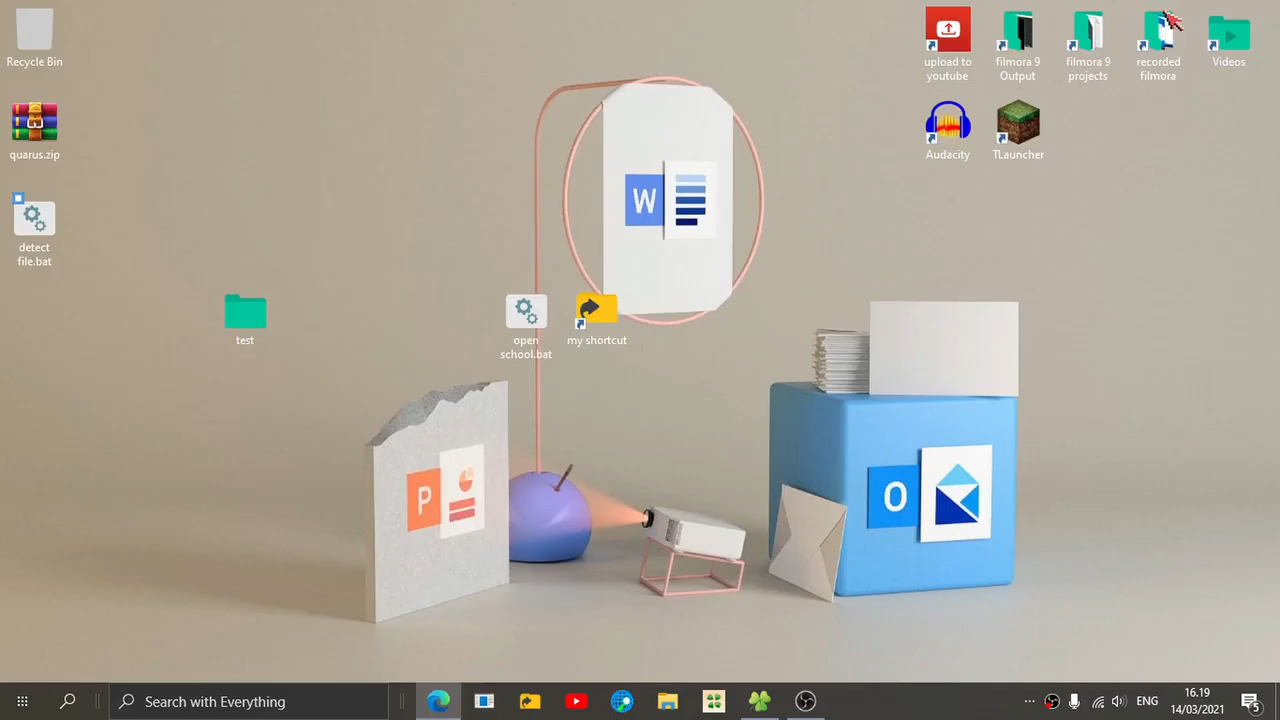 Recycle Bin
quarus.zip
detect
file.bat
test
open
school.bat
my shortcut
upload to
youtube
filmora 9
Output
filmora 9
projects
recorded
filmora
Videos
Audacity
TLauncher
W
P
O
Search with Everything
ENG
16.19
14/03/2021
5